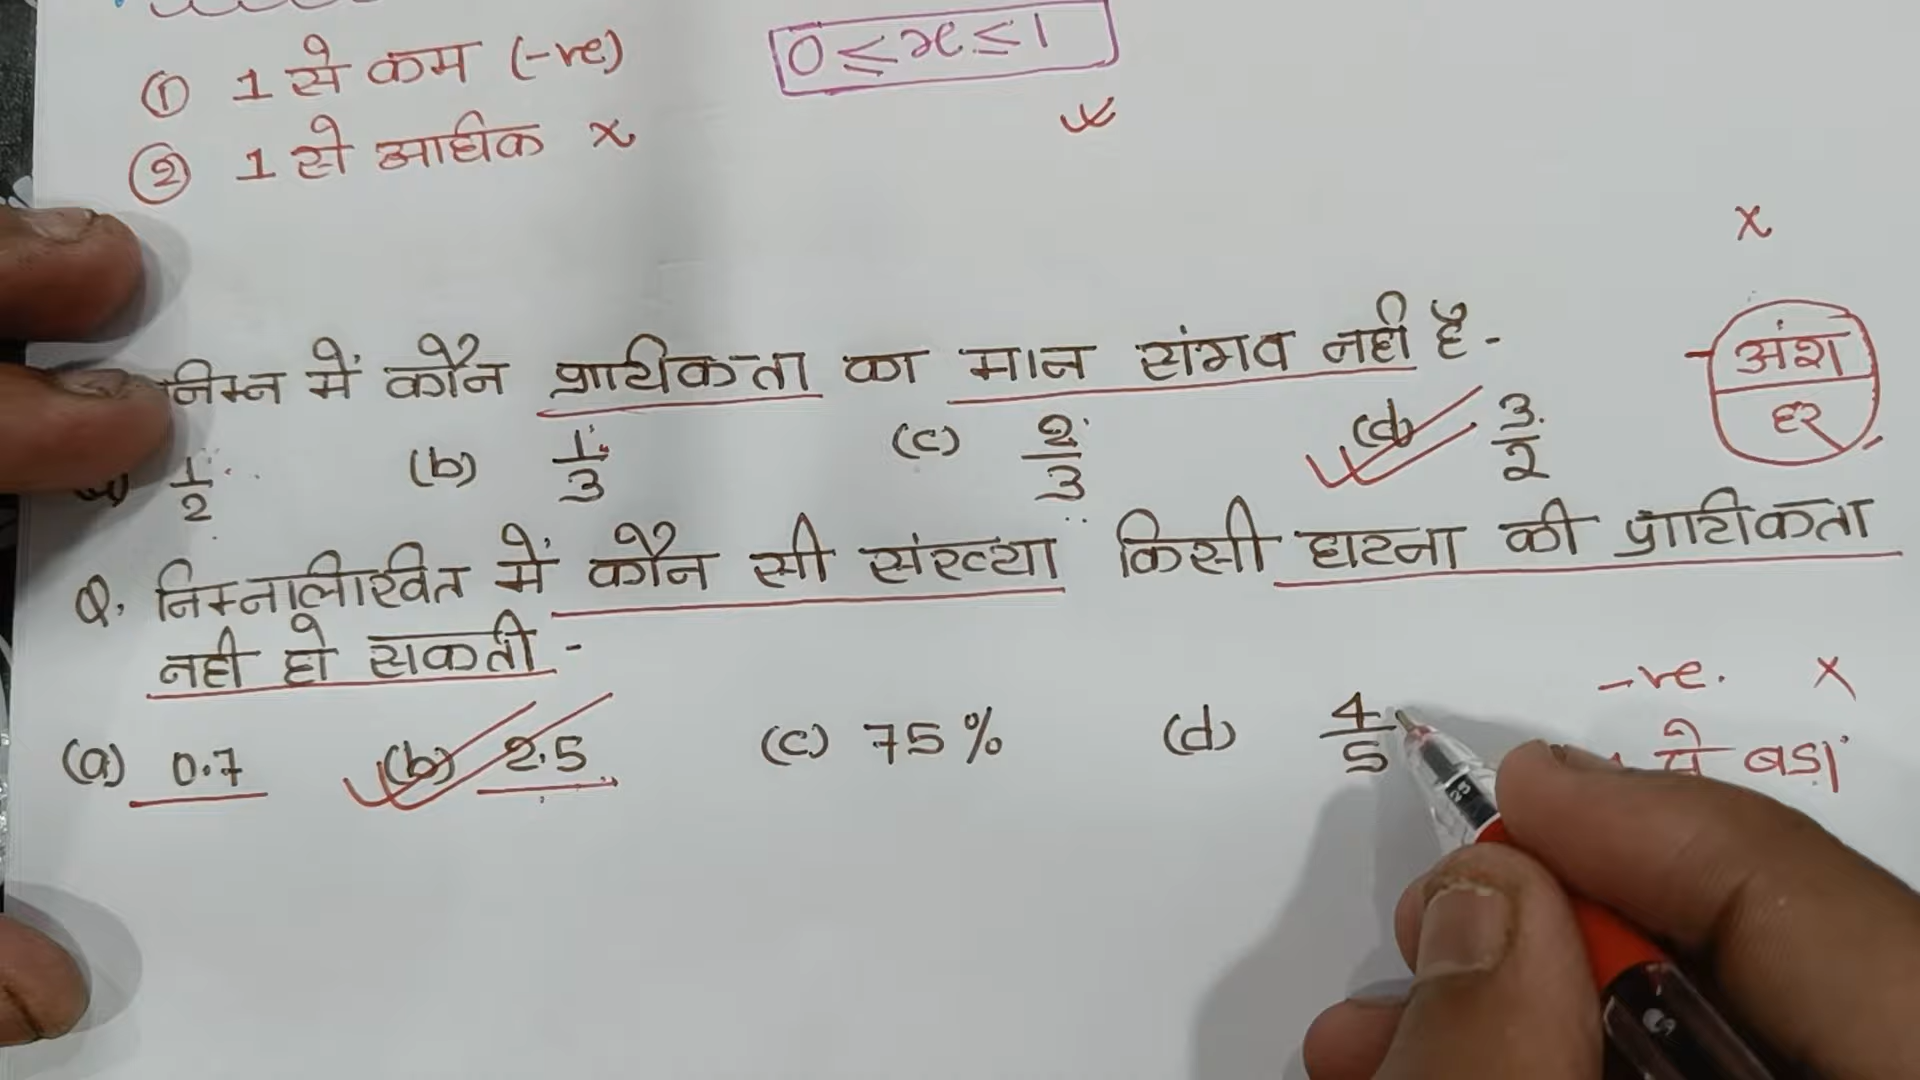 ① 1 से कम (-ve)
0 ≤ x ≤ 1
② 1 से अधिक x
x
निम्न में कौन प्रायिकता का मान संभव नहीं है -
- अंश
हर
1/2 (b) 1/3 (c) 2/3 (d) 3/2
Q. निम्नलिखित में कौन सी संख्या किसी घटना की प्रायिकता
नहीं हो सकती -
-ve. x
(a) 0.7 (b) 2.5 (c) 75% (d) 4/5
से बड़ा